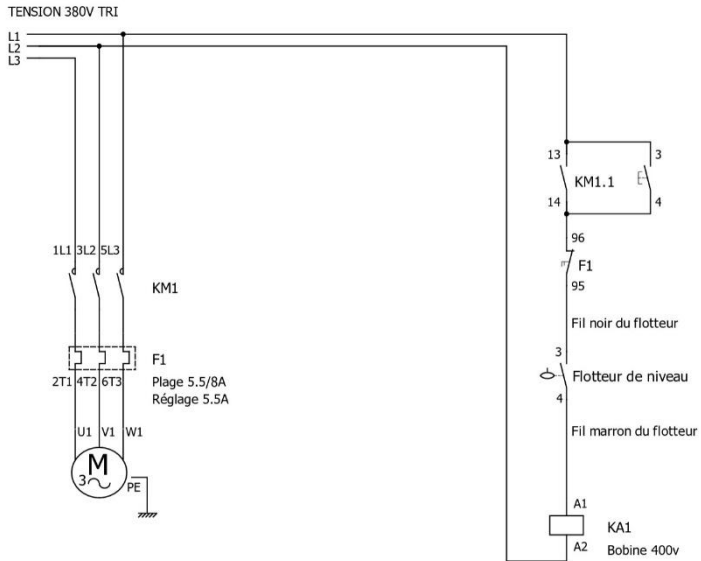 TENSION 380V TRI
L1
L2
L3
13
3
KM1.1
14
4
96
F1
95
1L1 3L2 5L3
KM1
Fil noir du flotteur
F1
3
2T1 4T2 6T3
Plage 5.5/8A
Flotteur de niveau
Réglage 5.5A
4
U1 V1 W1
Fil marron du flotteur
M
3
PE
A1
KA1
A2
Bobine 400v